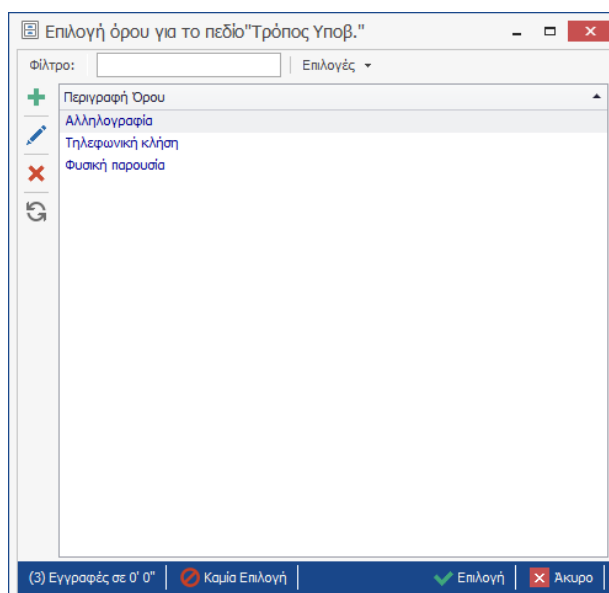 Επιλογή όρου για το πεδίο"Τρόπος Υποβ."
Φίλτρο: Επιλογές
Περιγραφή Όρου
Αλληλογραφία
Τηλεφωνική κλήση
Φυσική παρουσία
(3) Εγγραφές σε 0' 0" Καμία Επιλογή Επιλογή Άκυρο